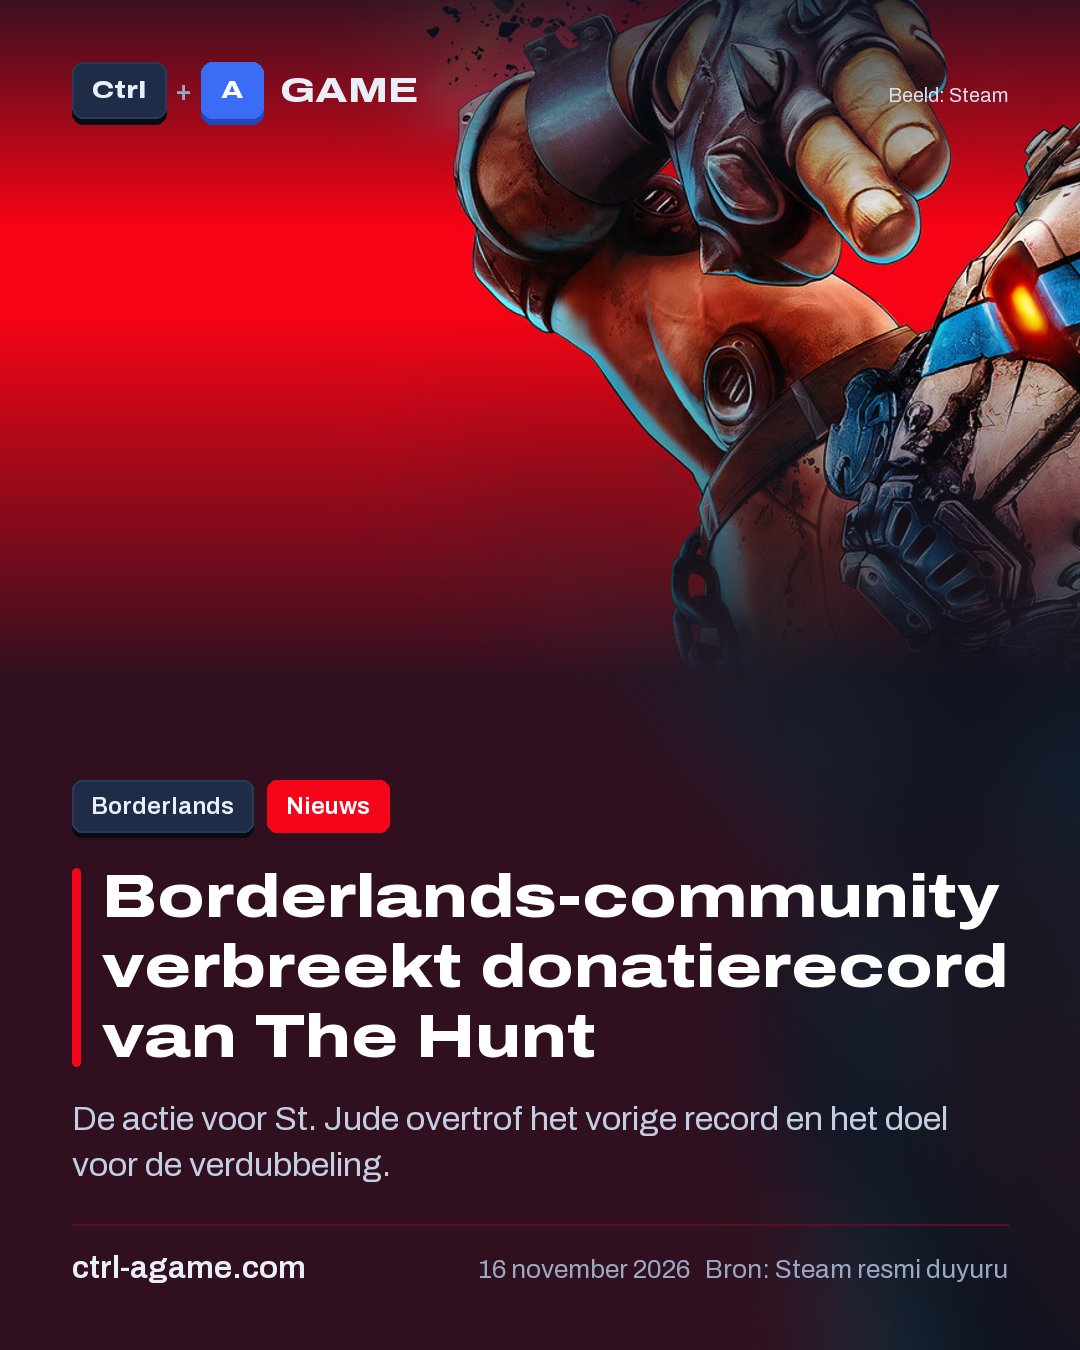 Ctrl + A GAME
Beeld: Steam
Borderlands Nieuws
Borderlands-community
verbreekt donatierecord
van The Hunt
De actie voor St. Jude overtrof het vorige record en het doel
voor de verdubbeling.
ctrl-agame.com
16 november 2026 Bron: Steam resmi duyuru